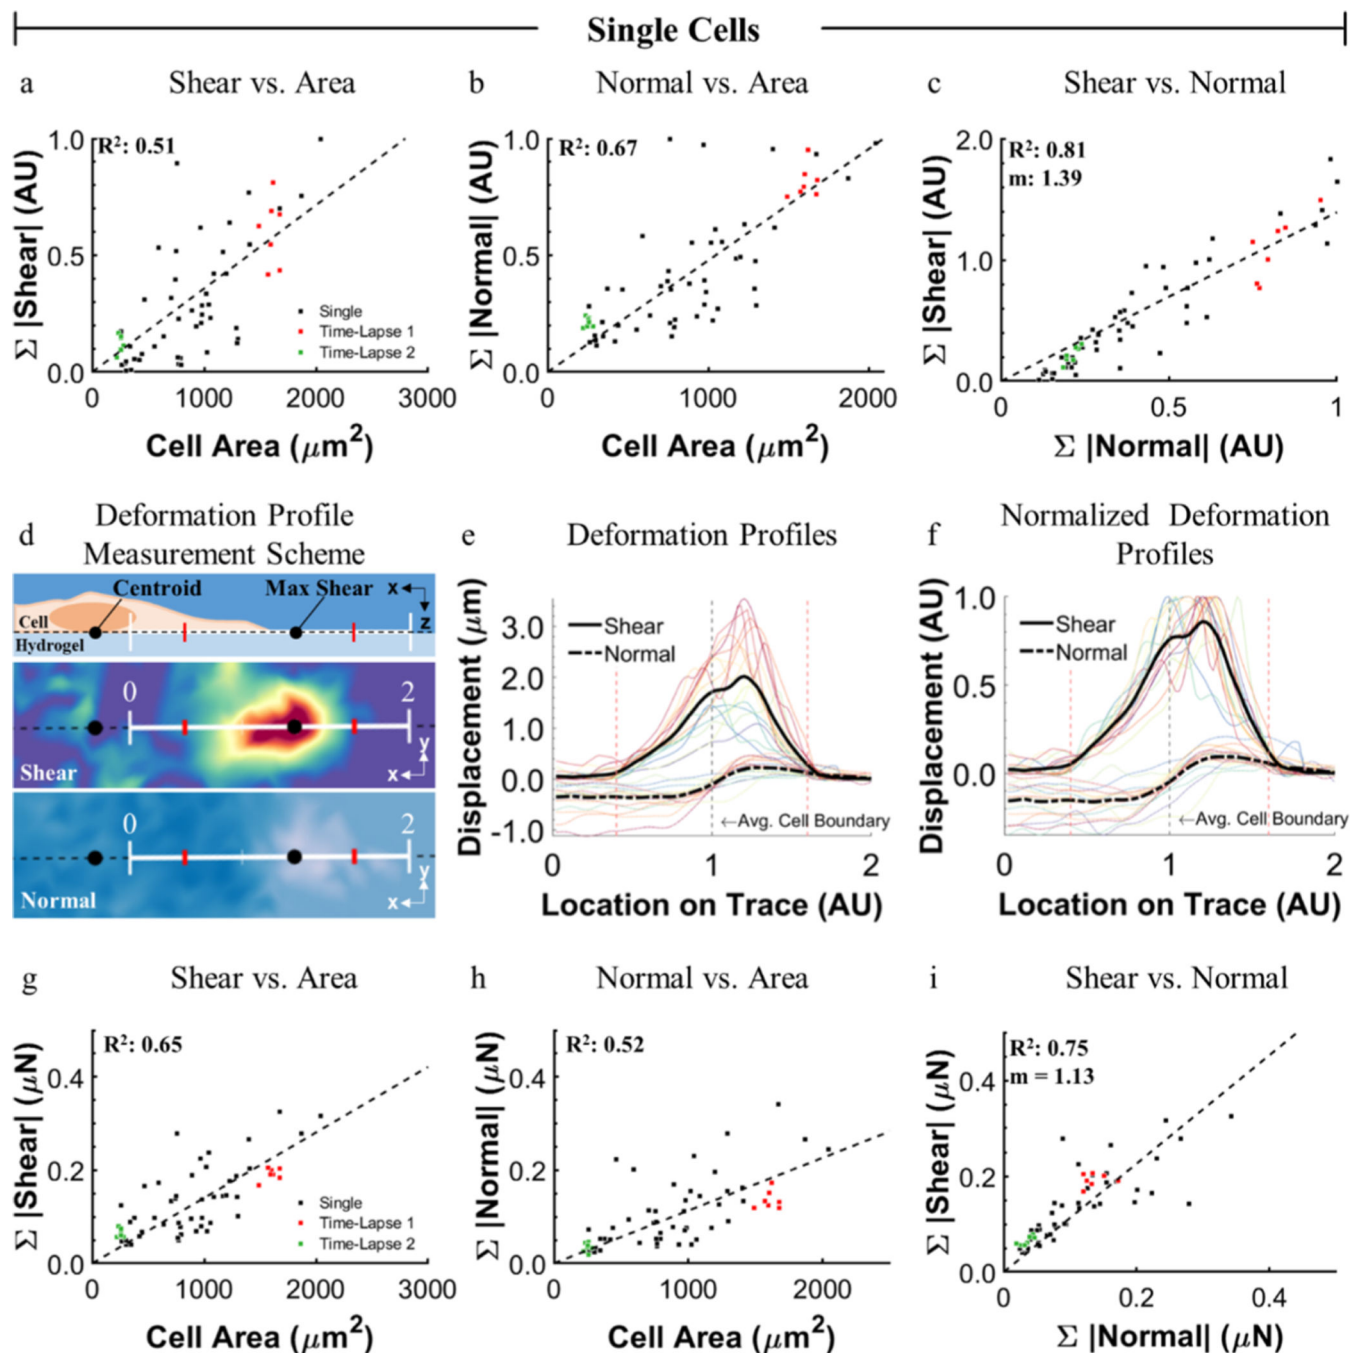 Single Cells
a Shear vs. Area
R²: 0.51
Σ |Shear| (AU)
1.0
0.5
0.0
Single
Time-Lapse 1
Time-Lapse 2
0 1000 2000 3000
Cell Area (μm²)
b Normal vs. Area
R²: 0.67
Σ |Normal| (AU)
1.0
0.5
0.0
0 1000 2000
Cell Area (μm²)
c Shear vs. Normal
R²: 0.81
m: 1.39
Σ |Shear| (AU)
2.0
1.0
0.0
0 0.5 1
Σ |Normal| (AU)
d Deformation Profile
Measurement Scheme
Centroid Max Shear x
z
Cell
Hydrogel
0 2
Shear
y
x
0 2
Normal
y
x
e Deformation Profiles
Displacement (μm)
3.0
2.0
1.0
0.0
-1.0
Shear
Normal
←Avg. Cell Boundary
0 1 2
Location on Trace (AU)
f Normalized Deformation
Profiles
Displacement (AU)
1.0
0.5
0.0
Shear
Normal
←Avg. Cell Boundary
0 1 2
Location on Trace (AU)
g Shear vs. Area
R²: 0.65
Σ |Shear| (μN)
0.4
0.2
0.0
Single
Time-Lapse 1
Time-Lapse 2
0 1000 2000 3000
Cell Area (μm²)
h Normal vs. Area
R²: 0.52
Σ |Normal| (μN)
0.4
0.2
0.0
0 1000 2000
Cell Area (μm²)
i Shear vs. Normal
R²: 0.75
m = 1.13
Σ |Shear| (μN)
0.4
0.2
0.0
0 0.2 0.4
Σ |Normal| (μN)